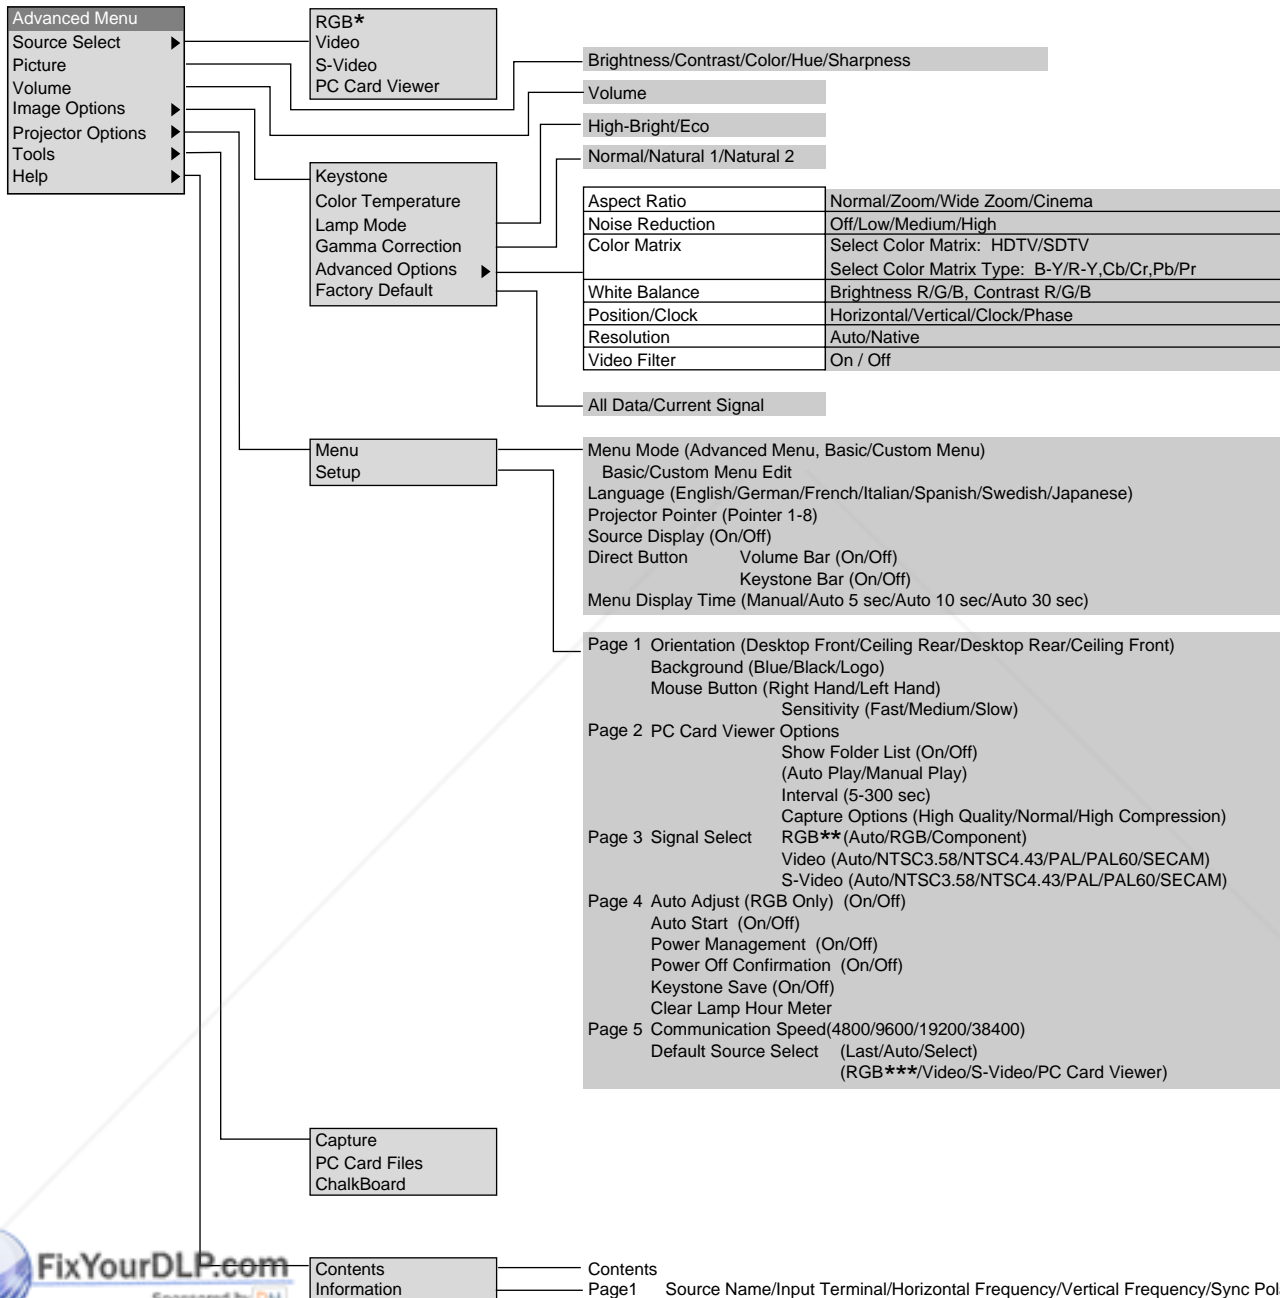 Advanced Menu
Source Select
Picture
Volume
Image Options
Projector Options
Tools
Help
RGB*
Video
S-Video
PC Card Viewer
Brightness/Contrast/Color/Hue/Sharpness
Volume
High-Bright/Eco
Normal/Natural 1/Natural 2
Keystone
Color Temperature
Lamp Mode
Gamma Correction
Advanced Options
Factory Default
Aspect Ratio Normal/Zoom/Wide Zoom/Cinema
Noise Reduction Off/Low/Medium/High
Color Matrix Select Color Matrix: HDTV/SDTV
Select Color Matrix Type: B-Y/R-Y,Cb/Cr,Pb/Pr
White Balance Brightness R/G/B, Contrast R/G/B
Position/Clock Horizontal/Vertical/Clock/Phase
Resolution Auto/Native
Video Filter On / Off
All Data/Current Signal
Menu
Setup
Menu Mode (Advanced Menu, Basic/Custom Menu)
Basic/Custom Menu Edit
Language (English/German/French/Italian/Spanish/Swedish/Japanese)
Projector Pointer (Pointer 1-8)
Source Display (On/Off)
Direct Button Volume Bar (On/Off)
Keystone Bar (On/Off)
Menu Display Time (Manual/Auto 5 sec/Auto 10 sec/Auto 30 sec)
Page 1 Orientation (Desktop Front/Ceiling Rear/Desktop Rear/Ceiling Front)
Background (Blue/Black/Logo)
Mouse Button (Right Hand/Left Hand)
Sensitivity (Fast/Medium/Slow)
Page 2 PC Card Viewer Options
Show Folder List (On/Off)
(Auto Play/Manual Play)
Interval (5-300 sec)
Capture Options (High Quality/Normal/High Compression)
Page 3 Signal Select RGB**(Auto/RGB/Component)
Video (Auto/NTSC3.58/NTSC4.43/PAL/PAL60/SECAM)
S-Video (Auto/NTSC3.58/NTSC4.43/PAL/PAL60/SECAM)
Page 4 Auto Adjust (RGB Only) (On/Off)
Auto Start (On/Off)
Power Management (On/Off)
Power Off Confirmation (On/Off)
Keystone Save (On/Off)
Clear Lamp Hour Meter
Page 5 Communication Speed(4800/9600/19200/38400)
Default Source Select (Last/Auto/Select)
(RGB***/Video/S-Video/PC Card Viewer)
Capture
PC Card Files
ChalkBoard
FixYourDLP.com
Contents
Information
Contents
Page1 Source Name/Input Terminal/Horizontal Frequency/Vertical Frequency/Sync Pol